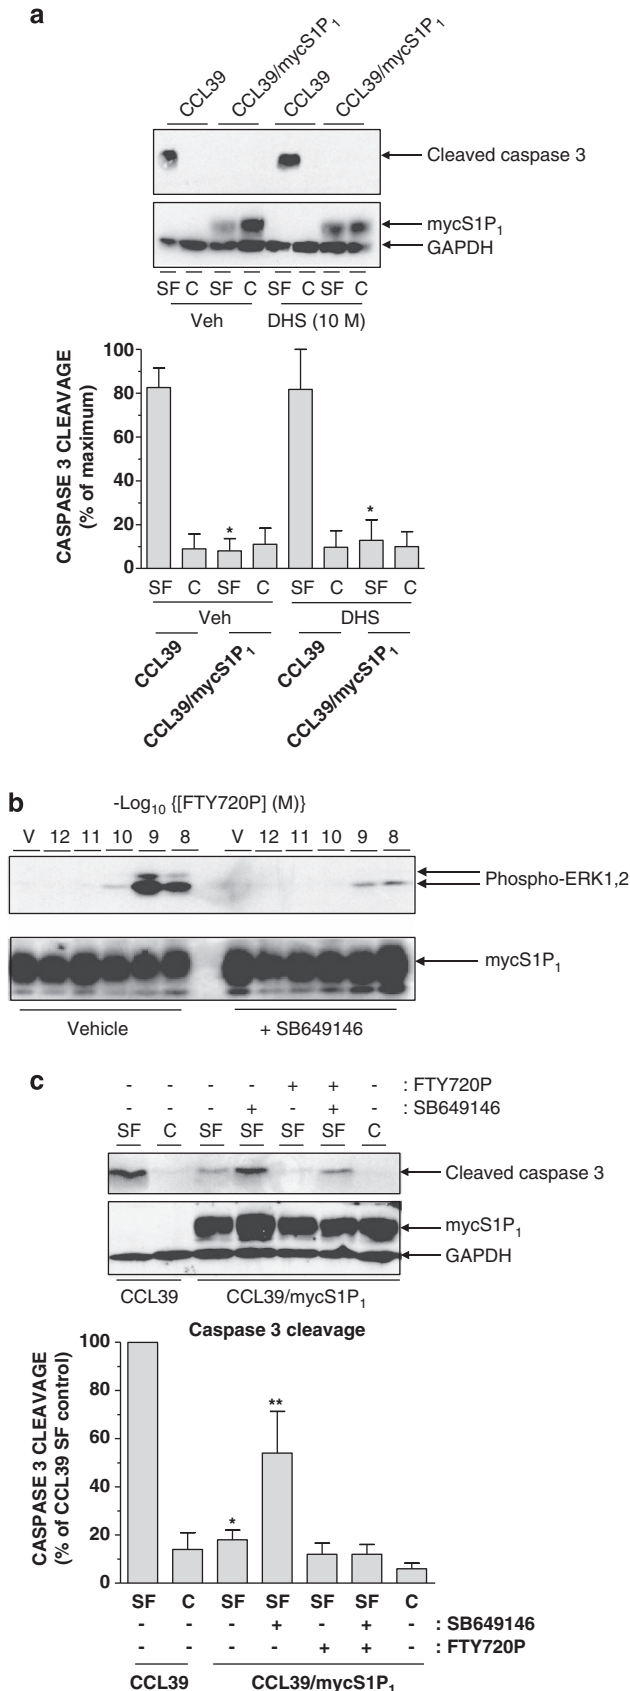 a
CCL39 CCL39/mycS1P1 CCL39 CCL39/mycS1P1
Cleaved caspase 3
mycS1P1
GAPDH
SF C SF C SF C SF C
Veh DHS (10 M)
CASPASE 3 CLEAVAGE
(% of maximum)
100
80
60
40
20
0
* *
SF C SF C SF C SF C
Veh DHS
CCL39 CCL39/mycS1P1 CCL39 CCL39/mycS1P1
b
-Log10 {[FTY720P] (M)}
V 12 11 10 9 8 V 12 11 10 9 8
Phospho-ERK1,2
mycS1P1
Vehicle + SB649146
c
- - - - + + - : FTY720P
- - - + - + - : SB649146
SF C SF SF SF SF C
Cleaved caspase 3
mycS1P1
GAPDH
CCL39 CCL39/mycS1P1
Caspase 3 cleavage
CASPASE 3 CLEAVAGE
(% of CCL39 SF control)
100
80
60
40
20
0
* **
SF C SF SF SF SF C
- - - + - + - : SB649146
- - - - + + - : FTY720P
CCL39 CCL39/mycS1P1